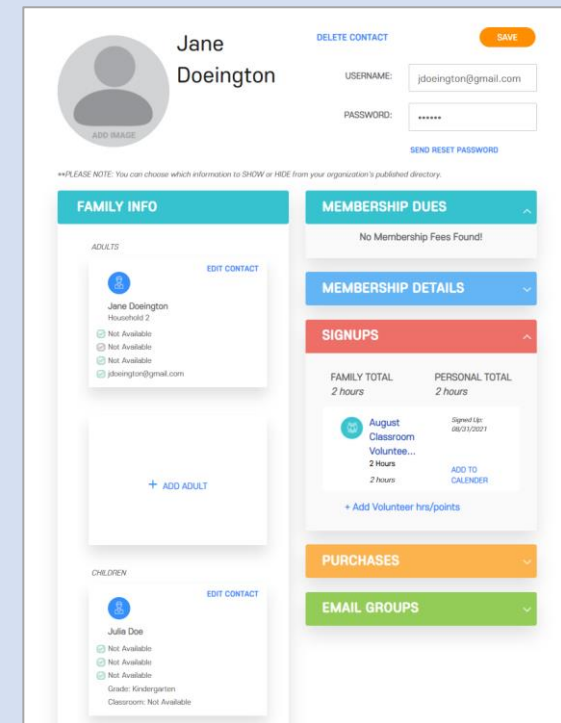 Jane
Doeington
DELETE CONTACT
SAVE
USERNAME:
jdoeington@gmail.com
PASSWORD:
••••••
SEND RESET PASSWORD
ADD IMAGE
**PLEASE NOTE: You can choose which information to SHOW or HIDE from your organization's published directory.
FAMILY INFO
ADULTS
EDIT CONTACT
Jane Doeington
Household 2
Not Available
Not Available
Not Available
jdoeington@gmail.com
+ ADD ADULT
CHILDREN
EDIT CONTACT
Julia Doe
Not Available
Not Available
Not Available
Grade: Kindergarten
Classroom: Not Available
MEMBERSHIP DUES
No Membership Fees Found!
MEMBERSHIP DETAILS
SIGNUPS
FAMILY TOTAL
2 hours
PERSONAL TOTAL
2 hours
August
Classroom
Voluntee...
2 Hours
2 hours
Signed Up:
08/31/2021
ADD TO
CALENDER
+ Add Volunteer hrs/points
PURCHASES
EMAIL GROUPS